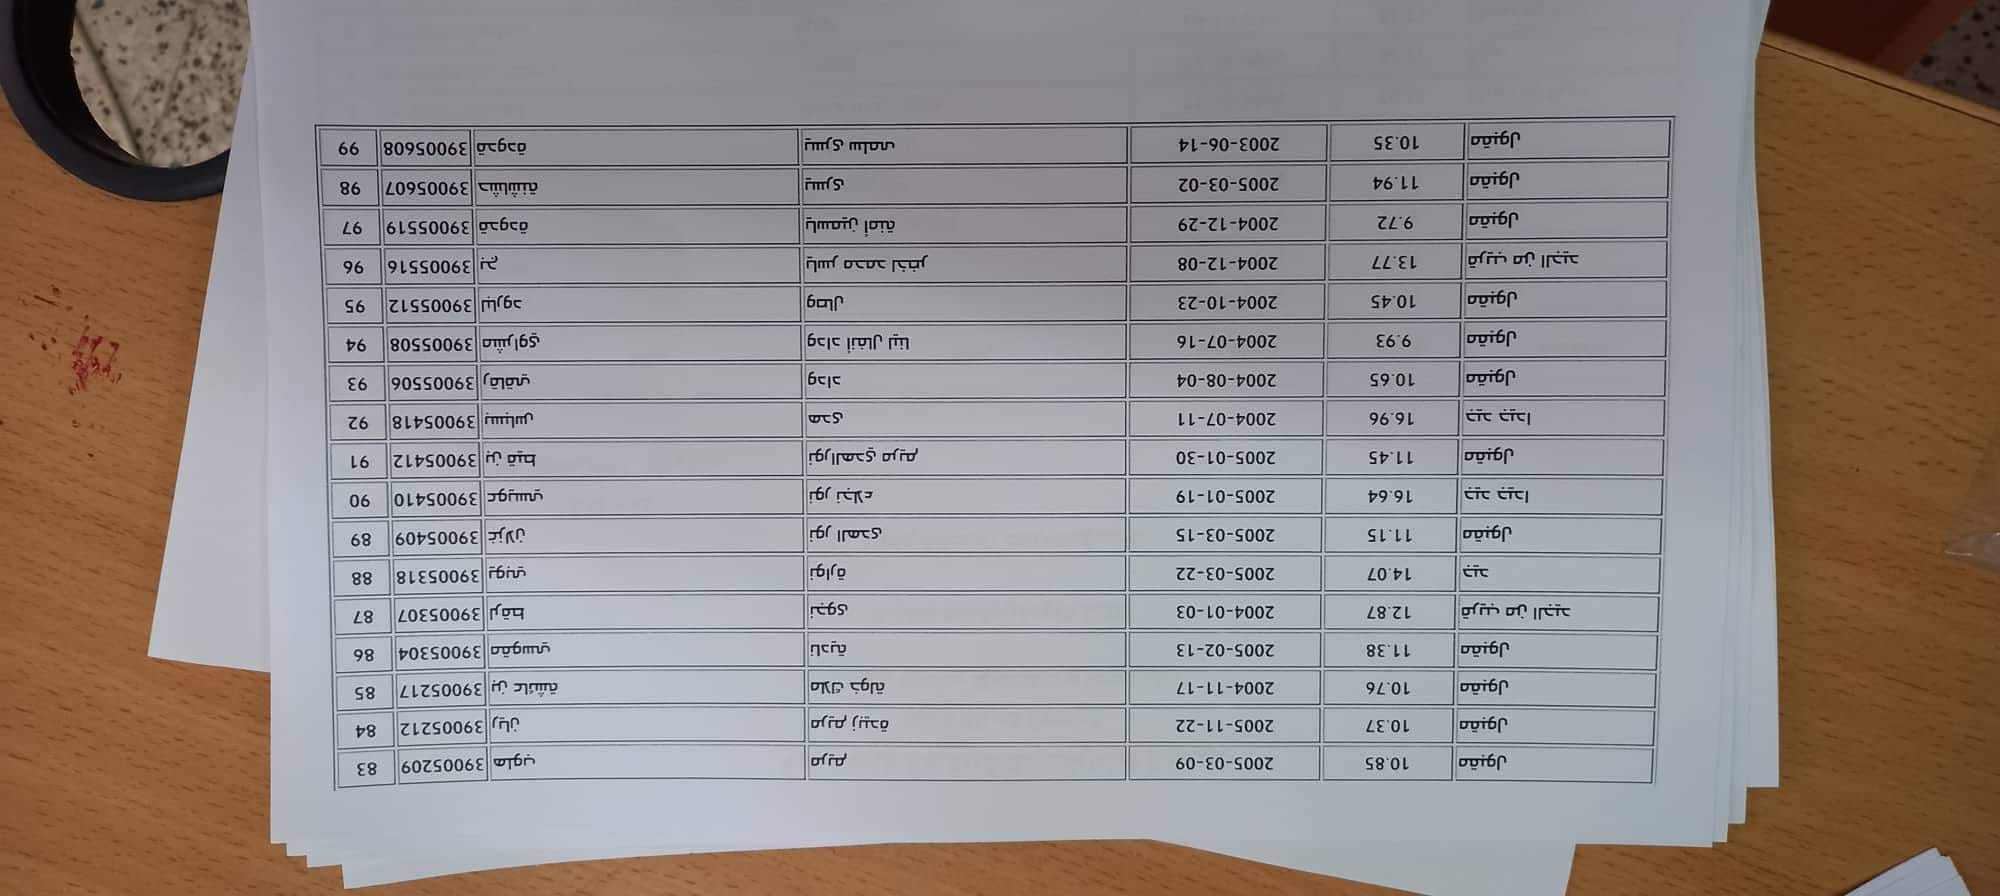 83 39005209 هلوب مريم 2005-03-09 10.85 مقبول
84 39005212 ريان مريم زبيدة 2005-11-22 10.37 مقبول
85 39005217 بن عائشة ملاك خولة 2004-11-17 10.76 مقبول
86 39005304 مقوسي نادية 2005-02-13 11.38 مقبول
87 39005307 لرقط نجوى 2004-01-03 12.87 قريب من الجيد
88 39005318 يوبي نوارة 2005-03-22 14.07 جيد
89 39005409 غزلان نور الهدى 2005-03-15 11.15 مقبول
90 39005410 عويسي نور نجلاء 2005-01-19 16.64 جيد جيدا
91 39005412 بن قيط نورالهدي مريم 2005-01-30 11.45 مقبول
92 39005418 بسباس هدى 2004-07-11 16.96 جيد جيدا
93 39005506 رقاقي وداد 2004-08-04 10.65 مقبول
94 39005508 مشراوي وداد أنفال لينا 2004-07-16 9.93 مقبول
95 39005512 لبارود وصال 2004-10-23 10.45 مقبول
96 39005516 بج ياسر محمد لخضر 2004-12-08 13.77 قريب من الجيد
97 39005519 قدودة ياسمين أمنة 2004-12-29 9.72 مقبول
98 39005607 حشاشنة يسرى 2005-03-02 11.94 مقبول
99 39005608 قدودة يسرى سلمى 2003-06-14 10.35 مقبول